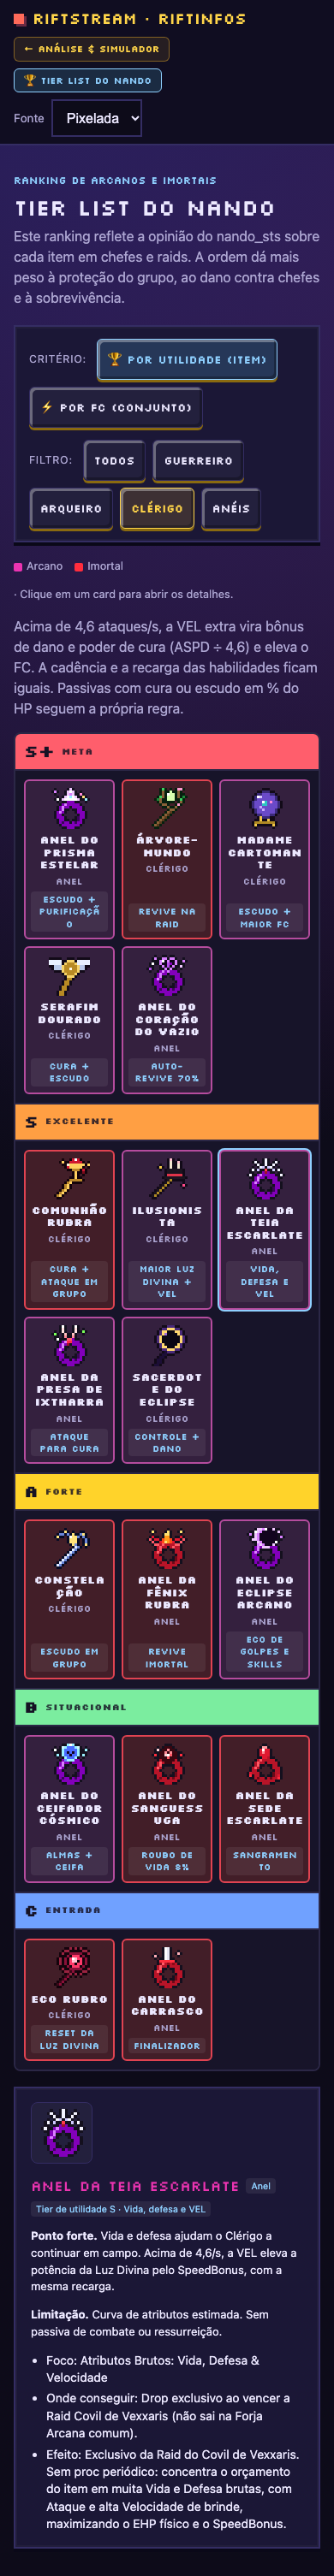 RIFTSTREAM · RIFTINFOS
← ANÁLISE & SIMULADOR
🏆 TIER LIST DO NANDO
Fonte Pixelada
RANKING DE ARCANOS E IMORTAIS
TIER LIST DO NANDO
Este ranking reflete a opinião do nando_sts sobre
cada item em chefes e raids. A ordem dá mais
peso à proteção do grupo, ao dano contra chefes
e à sobrevivência.
CRITÉRIO: 🏆 POR UTILIDADE (ITEM)
⚡ POR FC (CONJUNTO)
FILTRO: TODOS GUERREIRO
ARQUEIRO CLÉRIGO ANÉIS
Arcano Imortal
· Clique em um card para abrir os detalhes.
Acima de 4,6 ataques/s, a VEL extra vira bônus
de dano e poder de cura (ASPD ÷ 4,6) e eleva o
FC. A cadência e a recarga das habilidades ficam
iguais. Passivas com cura ou escudo em % do
HP seguem a própria regra.
S+ META
ANEL DO
PRISMA
ESTELAR
ANEL
ESCUDO +
PURIFICAÇÃ
O
ÁRVORE-
MUNDO
CLÉRIGO
REVIVE NA
RAID
MADAME
CARTOMAN
TE
CLÉRIGO
ESCUDO +
MAIOR FC
SERAFIM
DOURADO
CLÉRIGO
CURA +
ESCUDO
ANEL DO
CORAÇÃO
DO VAZIO
ANEL
AUTO-
REVIVE 70%
S EXCELENTE
COMUNHÃO
RUBRA
CLÉRIGO
CURA +
ATAQUE EM
GRUPO
ILUSIONIS
TA
CLÉRIGO
MAIOR LUZ
DIVINA +
VEL
ANEL DA
TEIA
ESCARLATE
ANEL
VIDA,
DEFESA E
VEL
ANEL DA
PRESA DE
IXTHARRA
ANEL
ATAQUE
PARA CURA
SACERDOT
E DO
ECLIPSE
CLÉRIGO
CONTROLE +
DANO
A FORTE
CONSTELA
ÇÃO
CLÉRIGO
ESCUDO EM
GRUPO
ANEL DA
FÊNIX
RUBRA
ANEL
REVIVE
IMORTAL
ANEL DO
ECLIPSE
ARCANO
ANEL
ECO DE
GOLPES E
SKILLS
B SITUACIONAL
ANEL DO
CEIFADOR
CÓSMICO
ANEL
ALMAS +
CEIFA
ANEL DO
SANGUESS
UGA
ANEL
ROUBO DE
VIDA 8%
ANEL DA
SEDE
ESCARLATE
ANEL
SANGRAMEN
TO
C ENTRADA
ECO RUBRO
CLÉRIGO
RESET DA
LUZ DIVINA
ANEL DO
CARRASCO
ANEL
FINALIZADOR
ANEL DA TEIA ESCARLATE Anel
Tier de utilidade S · Vida, defesa e VEL
Ponto forte. Vida e defesa ajudam o Clérigo a
continuar em campo. Acima de 4,6/s, a VEL eleva a
potência da Luz Divina pelo SpeedBonus, com a
mesma recarga.
Limitação. Curva de atributos estimada. Sem
passiva de combate ou ressurreição.
• Foco: Atributos Brutos: Vida, Defesa &
Velocidade
• Onde conseguir: Drop exclusivo ao vencer a
Raid Covil de Vexxaris (não sai na Forja
Arcana comum).
• Efeito: Exclusivo da Raid do Covil de Vexxaris.
Sem proc periódico: concentra o orçamento
do item em muita Vida e Defesa brutas, com
Ataque e alta Velocidade de brinde,
maximizando o EHP físico e o SpeedBonus.